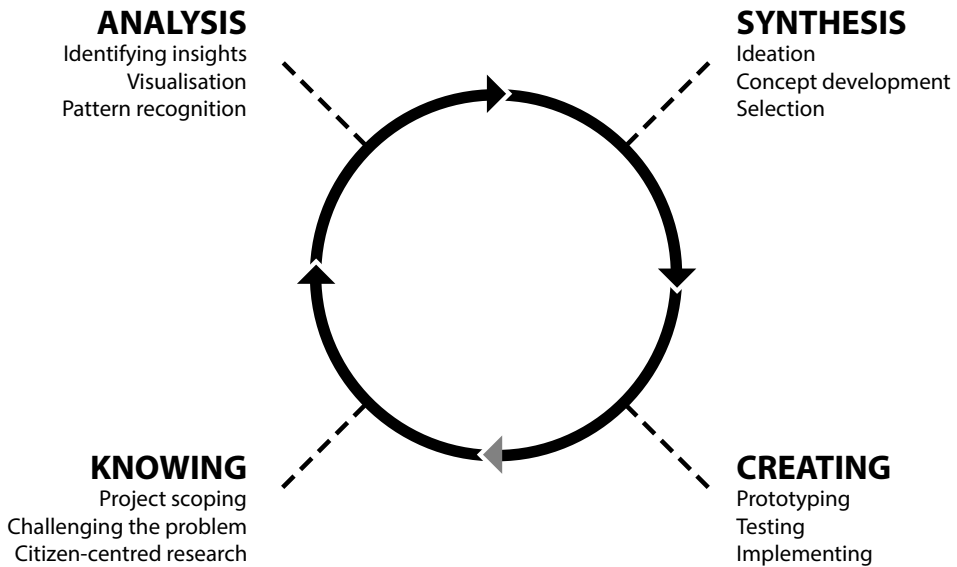 ANALYSIS
Identifying insights
Visualisation
Pattern recognition
SYNTHESIS
Ideation
Concept development
Selection
KNOWING
Project scoping
Challenging the problem
Citizen-centred research
CREATING
Prototyping
Testing
Implementing